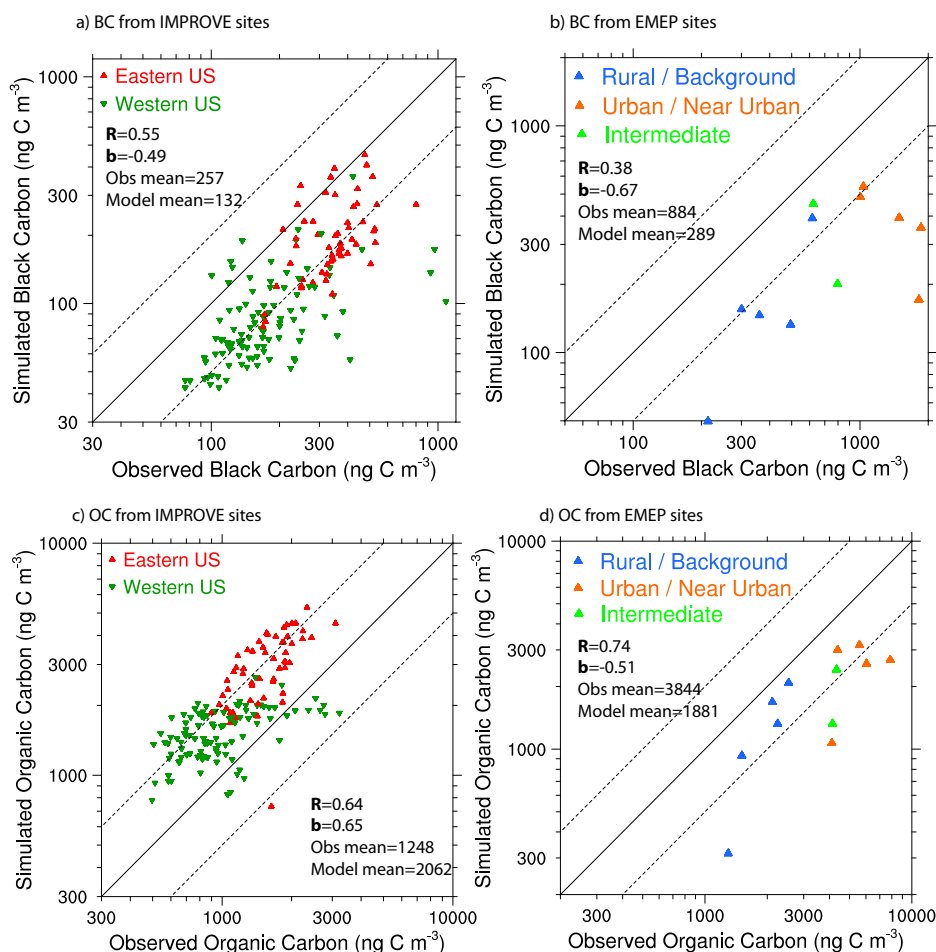 a) BC from IMPROVE sites
1000
300
100
30
30
100
300
1000
Simulated Black Carbon (ng C m-3)
Observed Black Carbon (ng C m-3)
Eastern US
Western US
R=0.55
b=-0.49
Obs mean=257
Model mean=132
b) BC from EMEP sites
1000
300
100
100
300
1000
Simulated Black Carbon (ng C m-3)
Observed Black Carbon (ng C m-3)
Rural / Background
Urban / Near Urban
Intermediate
R=0.38
b=-0.67
Obs mean=884
Model mean=289
c) OC from IMPROVE sites
10000
3000
1000
300
300
1000
3000
10000
Simulated Organic Carbon (ng C m-3)
Observed Organic Carbon (ng C m-3)
Eastern US
Western US
R=0.64
b=0.65
Obs mean=1248
Model mean=2062
d) OC from EMEP sites
10000
3000
1000
300
300
1000
3000
10000
Simulated Organic Carbon (ng C m-3)
Observed Organic Carbon (ng C m-3)
Rural / Background
Urban / Near Urban
Intermediate
R=0.74
b=-0.51
Obs mean=3844
Model mean=1881